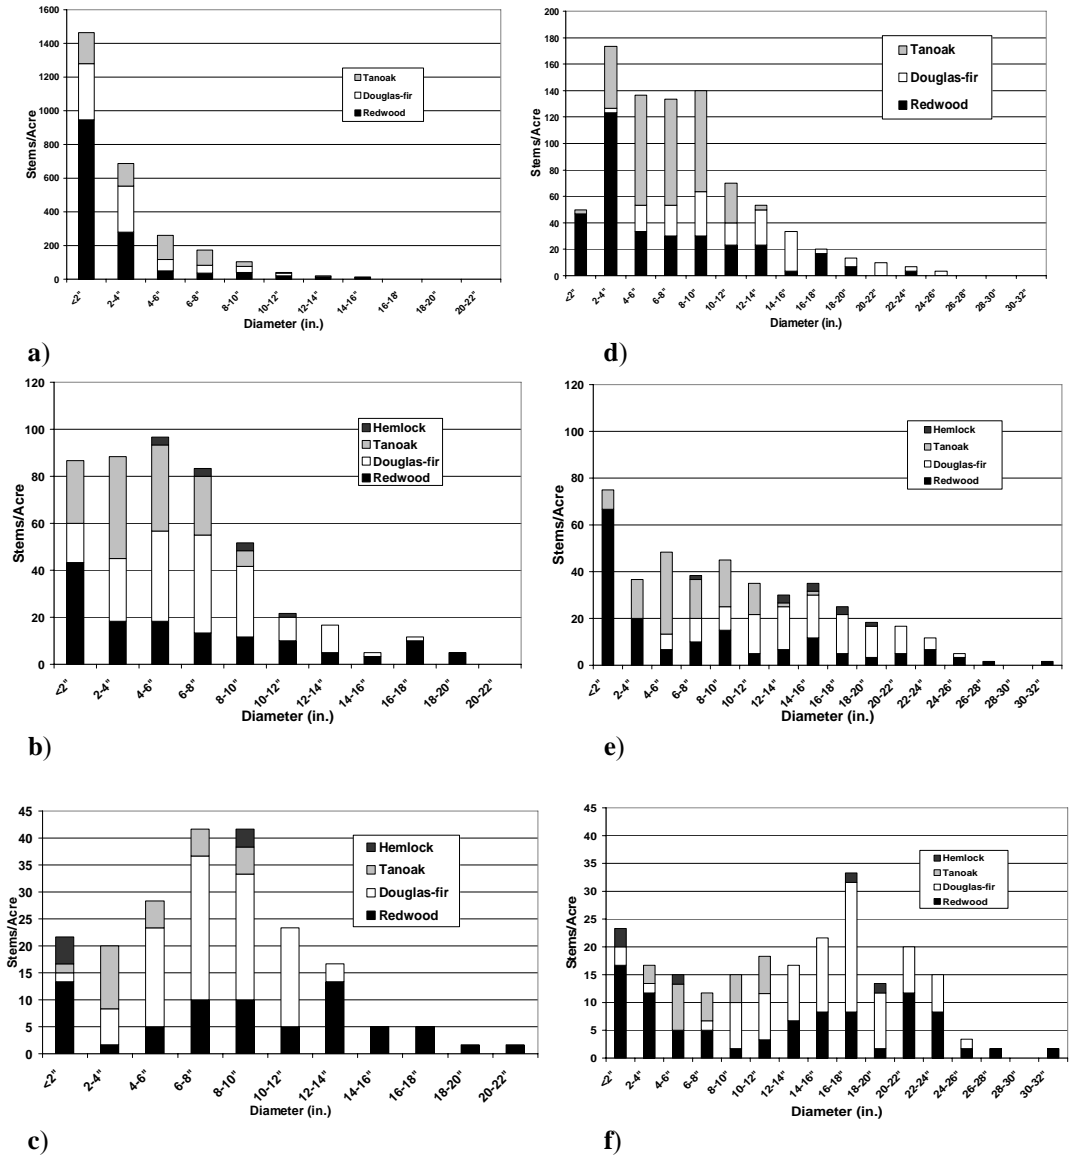 1600
1400
1200
1000
800
600
400
200
0
Stems/Acre
Tanoak
Douglas-fir
Redwood
<2" 2-4" 4-6" 6-8" 8-10" 10-12" 12-14" 14-16" 16-18" 18-20" 20-22"
Diameter (in.)
a)
200
180
160
140
120
100
80
60
40
20
0
Stems/Acre
Tanoak
Douglas-fir
Redwood
<2" 2-4" 4-6" 6-8" 8-10" 10-12" 12-14" 14-16" 16-18" 18-20" 20-22" 22-24" 24-26" 26-28" 28-30" 30-32"
Diameter (in.)
d)
120
100
80
60
40
20
0
Stems/Acre
Hemlock
Tanoak
Douglas-fir
Redwood
<2" 2-4" 4-6" 6-8" 8-10" 10-12" 12-14" 14-16" 16-18" 18-20" 20-22"
Diameter (in.)
b)
120
100
80
60
40
20
0
Stems/Acre
Hemlock
Tanoak
Douglas-fir
Redwood
<2" 2-4" 4-6" 6-8" 8-10" 10-12" 12-14" 14-16" 16-18" 18-20" 20-22" 22-24" 24-26" 26-28" 28-30" 30-32"
Diameter (in.)
e)
45
40
35
30
25
20
15
10
5
0
Stems/Acre
Hemlock
Tanoak
Douglas-fir
Redwood
<2" 2-4" 4-6" 6-8" 8-10" 10-12" 12-14" 14-16" 16-18" 18-20" 20-22"
Diameter (in.)
c)
45
40
35
30
25
20
15
10
5
0
Stems/Acre
Hemlock
Tanoak
Douglas-fir
Redwood
<2" 2-4" 4-6" 6-8" 8-10" 10-12" 12-14" 14-16" 16-18" 18-20" 20-22" 22-24" 24-26" 26-28" 28-30" 30-32"
Diameter (in.)
f)